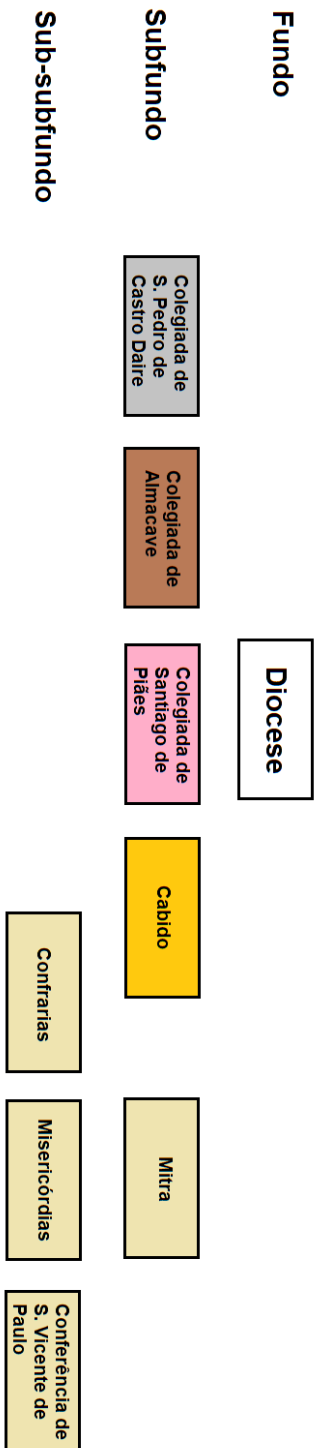 Fundo
Diocese
Subfundo
Colegiada de
S. Pedro de
Castro Daire
Colegiada de
Almacave
Colegiada de
Santiago de
Piães
Cabido
Mitra
Sub-subfundo
Confrarias
Misericórdias
Conferência de
S. Vicente de
Paulo